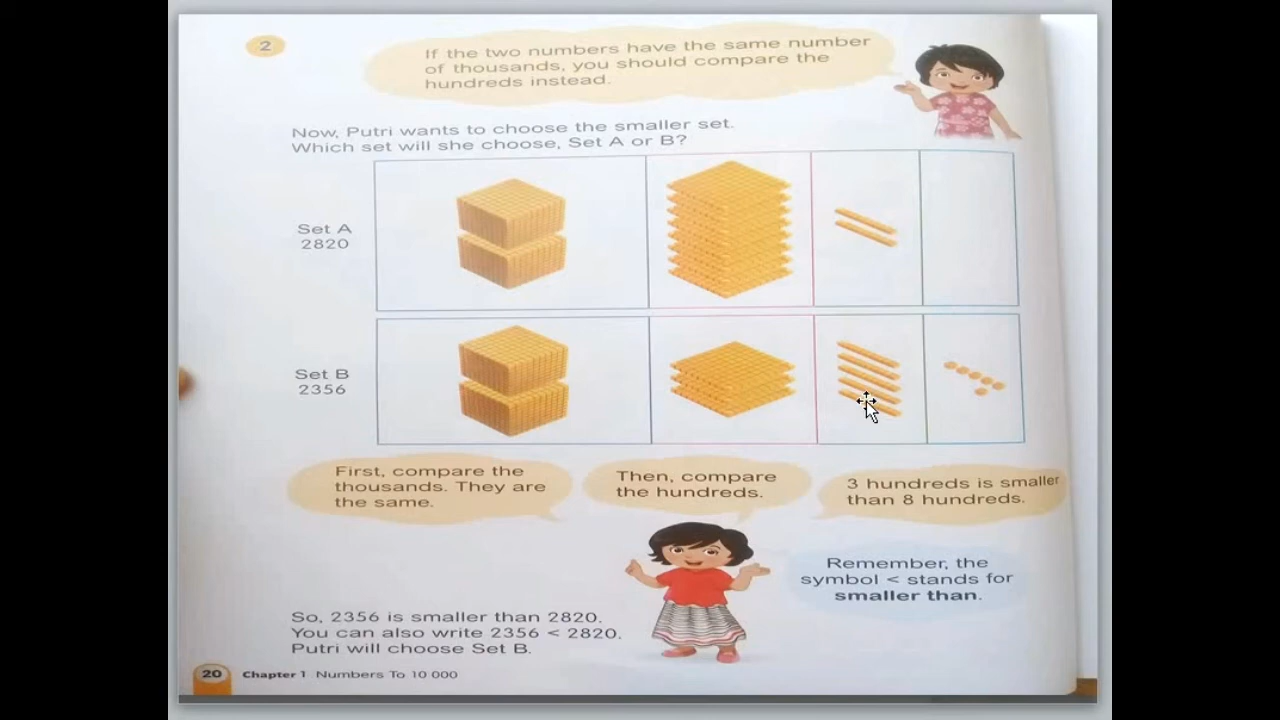 2
If the two numbers have the same number
of thousands, you should compare the
hundreds instead.
Now, Putri wants to choose the smaller set.
Which set will she choose, Set A or B?
Set A
2820
Set B
2356
First, compare the
thousands. They are
the same.
Then, compare
the hundreds.
3 hundreds is smaller
than 8 hundreds.
Remember, the
symbol < stands for
smaller than.
So, 2356 is smaller than 2820.
You can also write 2356 < 2820.
Putri will choose Set B.
20 Chapter 1 Numbers To 10 000